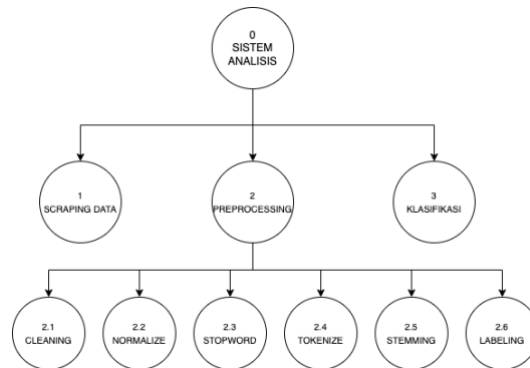 0
SISTEM
ANALISIS
1
SCRAPING DATA
2
PREPROCESSING
3
KLASIFIKASI
2.1
CLEANING
2.2
NORMALIZE
2.3
STOPWORD
2.4
TOKENIZE
2.5
STEMMING
2.6
LABELING